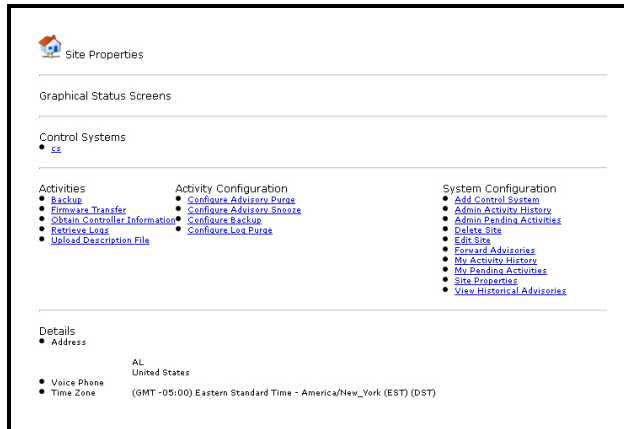 Site Properties
Graphical Status Screens
Control Systems
cs
Activities
Backup
Firmware Transfer
Obtain Controller Information
Retrieve Logs
Upload Description File
Activity Configuration
Configure Advisory Purge
Configure Advisory Snooze
Configure Backup
Configure Log Purge
System Configuration
Add Control System
Admin Activity History
Admin Pending Activities
Delete Site
Edit Site
Forward Advisories
My Activity History
My Pending Activities
Site Properties
View Historical Advisories
Details
Address
AL
United States
Voice Phone
Time Zone (GMT -05:00) Eastern Standard Time - America/New_York (EST) (DST)